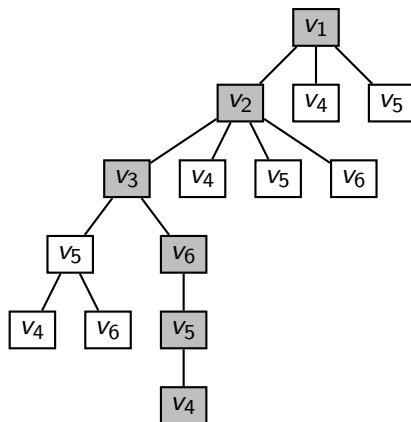 v₁
v₂ v₄ v₅
v₃ v₄ v₅ v₆
v₅ v₆
v₄ v₆ v₅
v₄